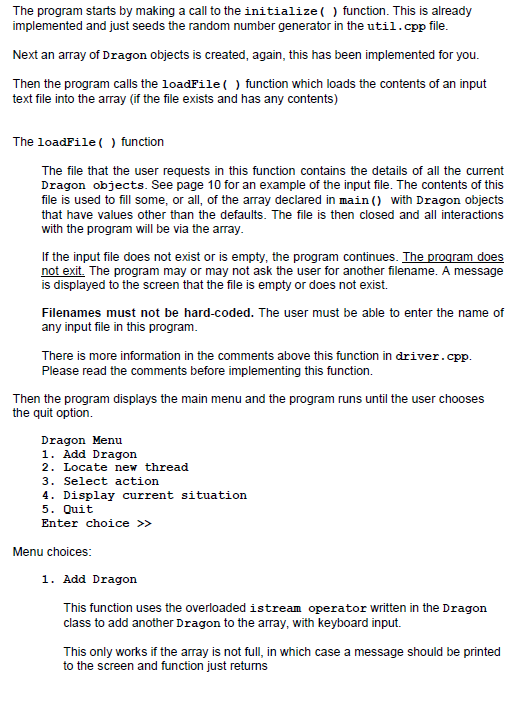 The program starts by making a call to the initialize( ) function. This is already
implemented and just seeds the random number generator in the util.cpp file.
Next an array of Dragon objects is created, again, this has been implemented for you.
Then the program calls the loadFile( ) function which loads the contents of an input
text file into the array (if the file exists and has any contents)
The loadFile( ) function
The file that the user requests in this function contains the details of all the current
Dragon objects. See page 10 for an example of the input file. The contents of this
file is used to fill some, or all, of the array declared in main() with Dragon objects
that have values other than the defaults. The file is then closed and all interactions
with the program will be via the array.
If the input file does not exist or is empty, the program continues. The program does
not exit. The program may or may not ask the user for another filename. A message
is displayed to the screen that the file is empty or does not exist.
Filenames must not be hard-coded. The user must be able to enter the name of
any input file in this program.
There is more information in the comments above this function in driver.cpp.
Please read the comments before implementing this function.
Then the program displays the main menu and the program runs until the user chooses
the quit option.
Dragon Menu
1. Add Dragon
2. Locate new thread
3. Select action
4. Display current situation
5. Quit
Enter choice >>
Menu choices:
1. Add Dragon
This function uses the overloaded istream operator written in the Dragon
class to add another Dragon to the array, with keyboard input.
This only works if the array is not full, in which case a message should be printed
to the screen and function just returns